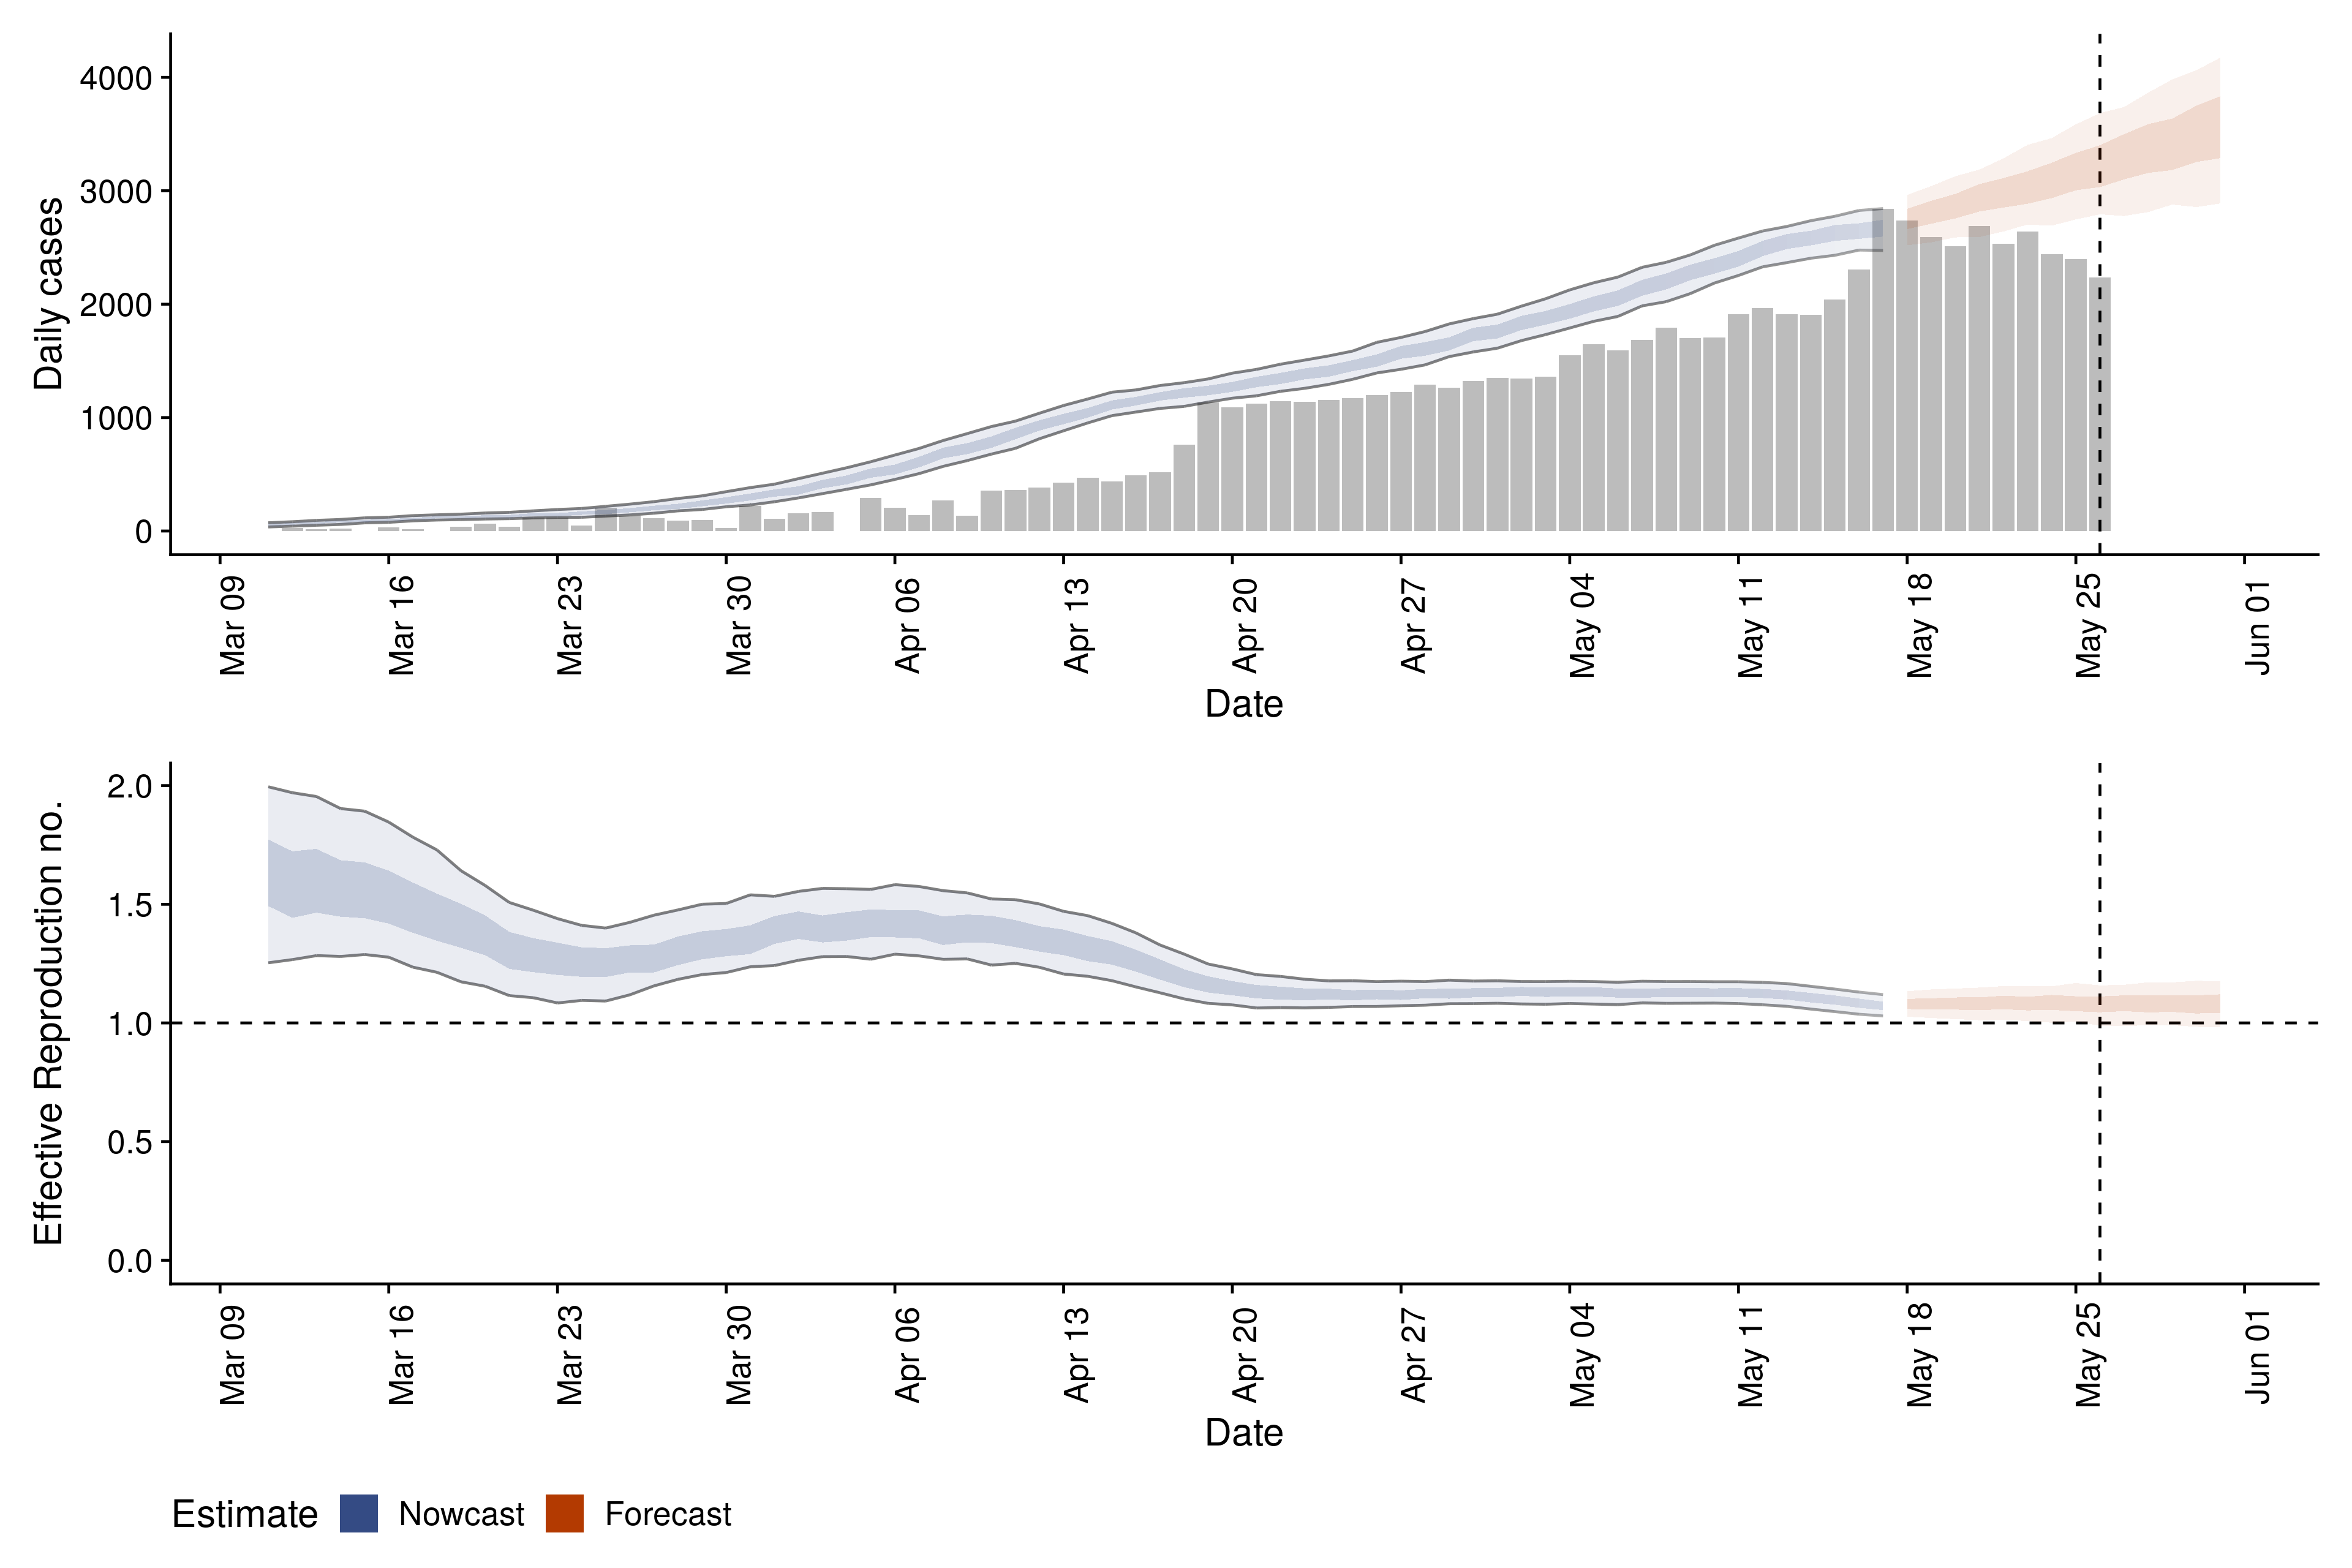 Daily cases
4000
3000
2000
1000
0
Mar 09
Mar 16
Mar 23
Mar 30
Apr 06
Apr 13
Apr 20
Apr 27
May 04
May 11
May 18
May 25
Jun 01
Date
Effective Reproduction no.
2.0
1.5
1.0
0.5
0.0
Mar 09
Mar 16
Mar 23
Mar 30
Apr 06
Apr 13
Apr 20
Apr 27
May 04
May 11
May 18
May 25
Jun 01
Date
Estimate Nowcast Forecast